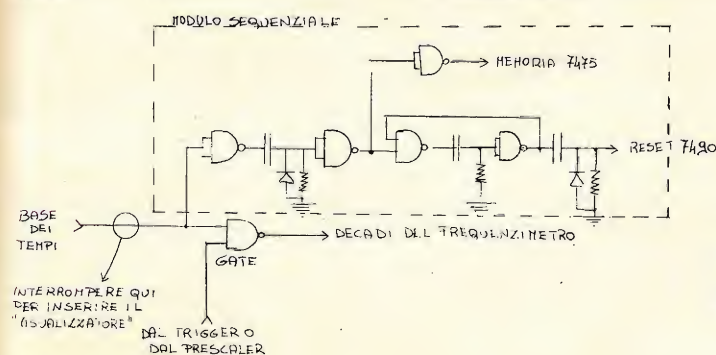 MODULO SEQUENZIALE
MEMORIA 7475
RESET 7490
BASE
DEI
TEMPI
DECADI DEL FREQUENZIMETRO
GATE
INTERROMPERE QUI
PER INSERIRE IL
"VISUALIZZATORE"
DAL TRIGGER O
DAL PRESCALER